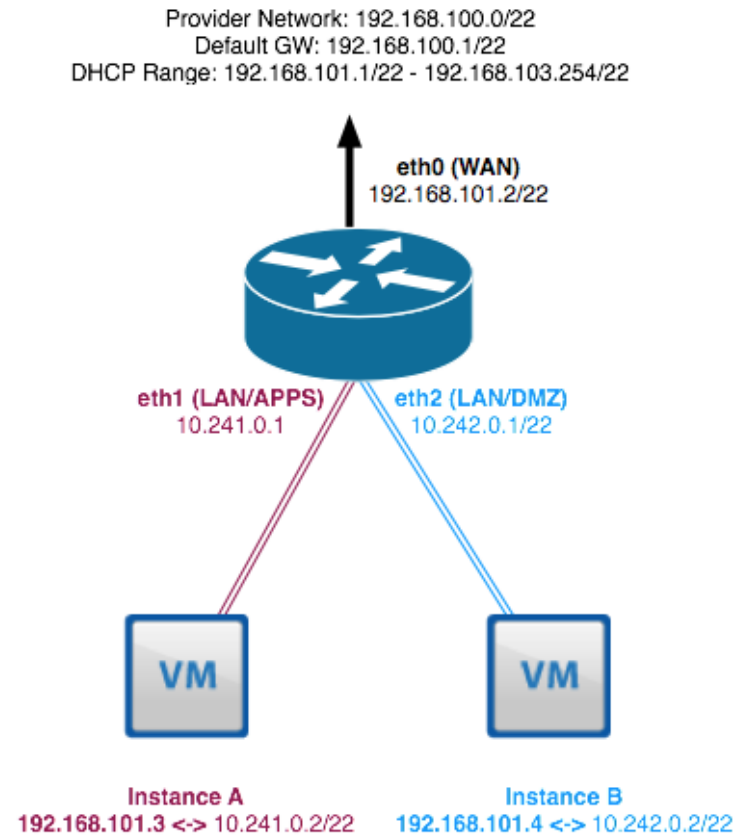 Provider Network: 192.168.100.0/22
Default GW: 192.168.100.1/22
DHCP Range: 192.168.101.1/22 - 192.168.103.254/22
eth0 (WAN)
192.168.101.2/22
eth1 (LAN/APPS)
10.241.0.1
eth2 (LAN/DMZ)
10.242.0.1/22
VM
VM
Instance A
192.168.101.3 <-> 10.241.0.2/22
Instance B
192.168.101.4 <-> 10.242.0.2/22